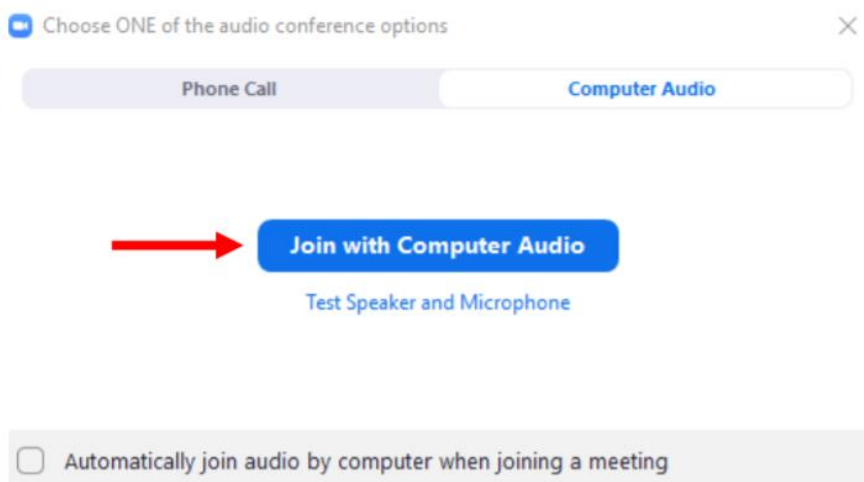 Choose ONE of the audio conference options
Phone Call
Computer Audio
Join with Computer Audio
Test Speaker and Microphone
Automatically join audio by computer when joining a meeting